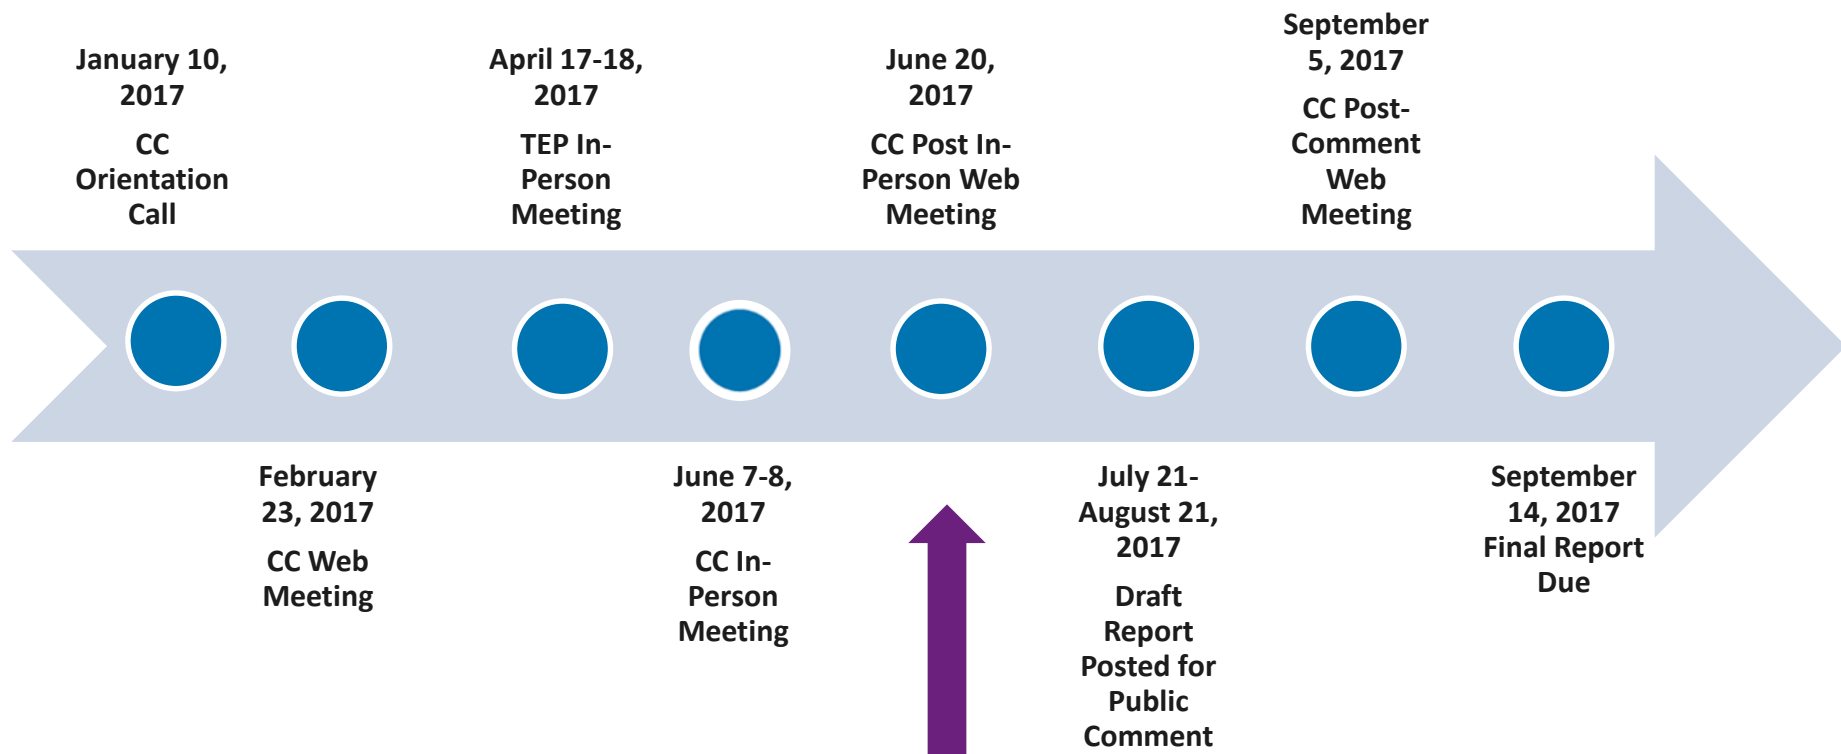 January 10,
2017
CC
Orientation
Call
February
23, 2017
CC Web
Meeting
April 17-18,
2017
TEP In-
Person
Meeting
June 7-8,
2017
CC In-
Person
Meeting
June 20,
2017
CC Post In-
Person Web
Meeting
July 21-
August 21,
2017
Draft
Report
Posted for
Public
Comment
September
5, 2017
CC Post-
Comment
Web
Meeting
September
14, 2017
Final Report
Due